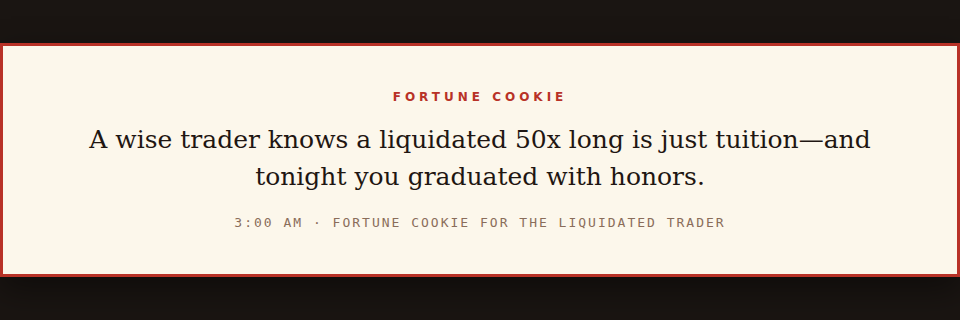 FORTUNE COOKIE
A wise trader knows a liquidated 50x long is just tuition—and
tonight you graduated with honors.
3:00 AM · FORTUNE COOKIE FOR THE LIQUIDATED TRADER